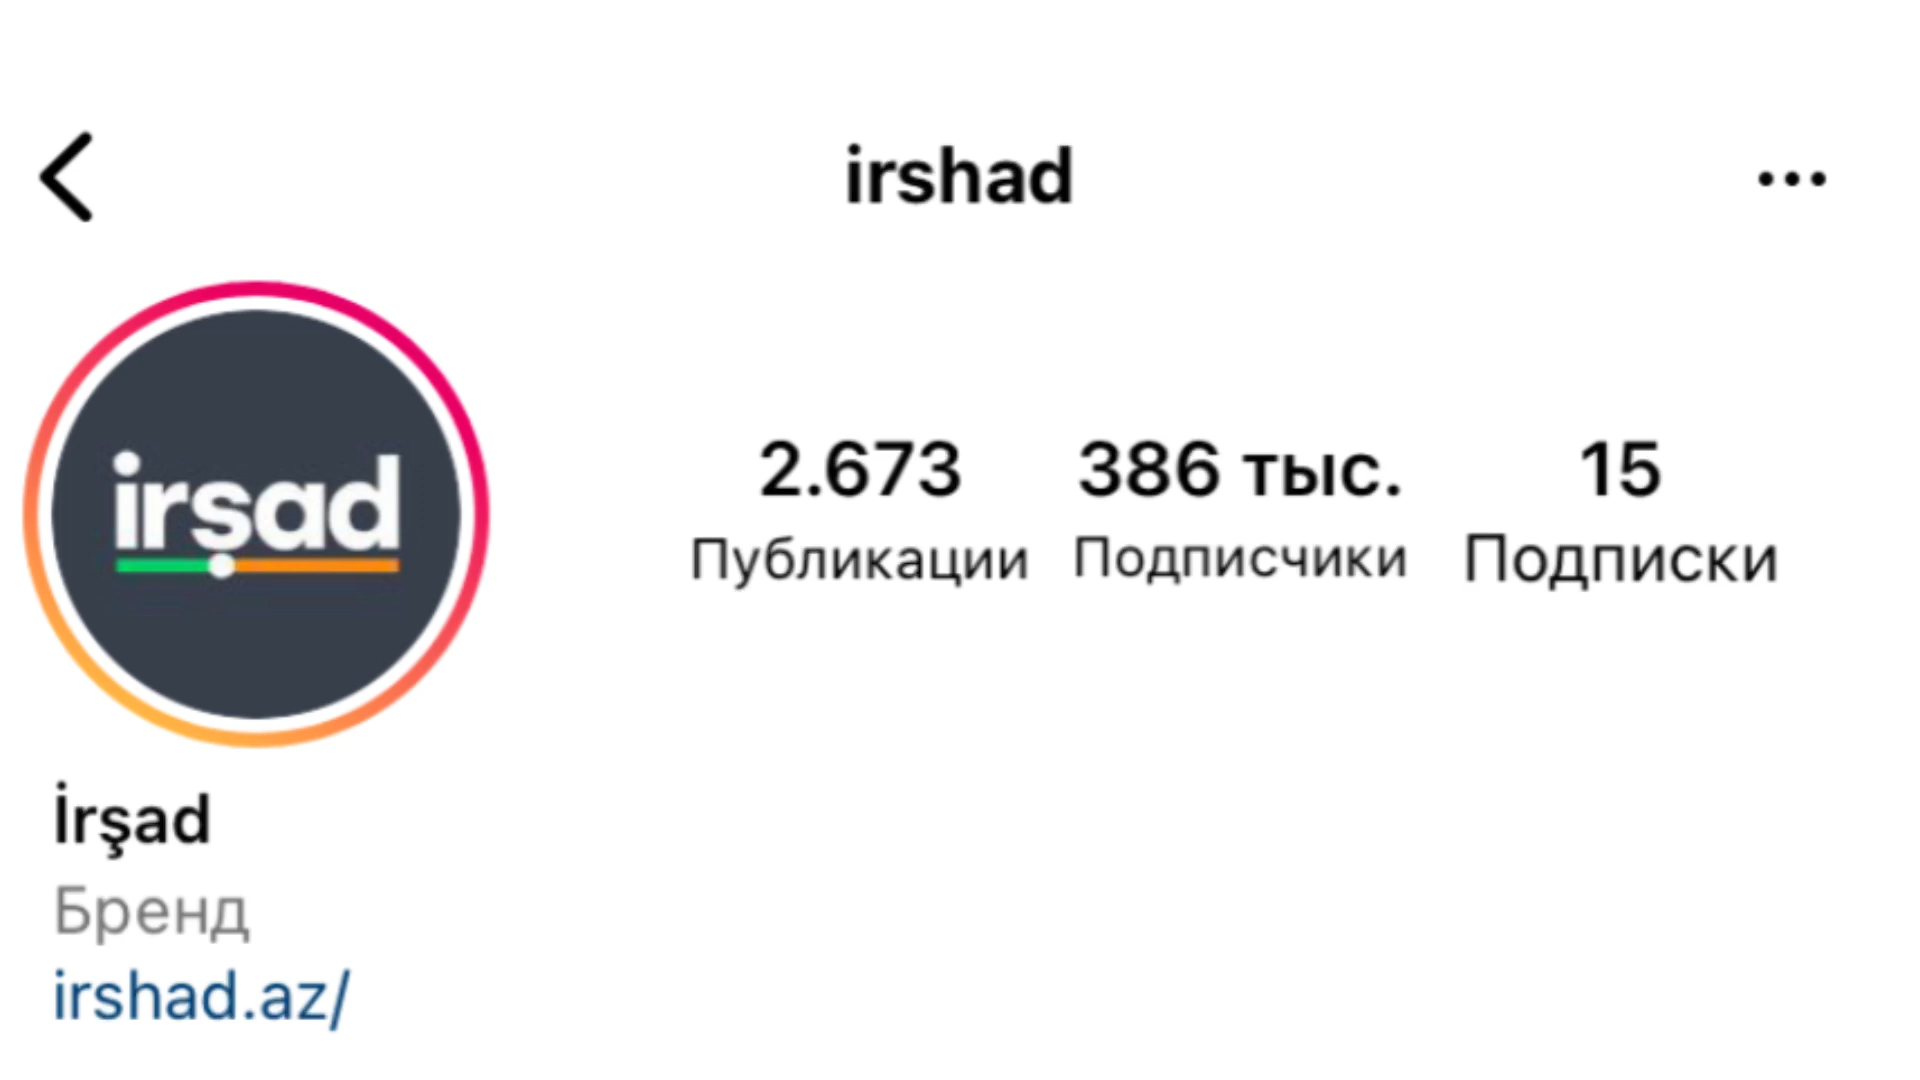 irshad
irşad
2.673 386 тыс. 15
Публикации Подписчики Подписки
İrşad
Бренд
irshad.az/